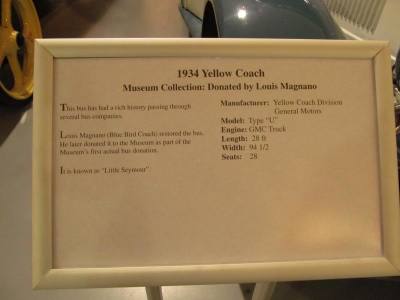 1934 Yellow Coach
Museum Collection: Donated by Louis Magnano
This bus has had a rich history passing through
several bus companies.
Louis Magnano (Blue Bird Coach) restored the bus.
He later donated it to the Museum as part of the
Museum's first actual bus donation.
It is known as "Little Seymour"
Manufacturer: Yellow Coach Division
General Motors
Model: Type "U"
Engine: GMC Truck
Length: 28 ft
Width: 94 1/2
Seats: 28